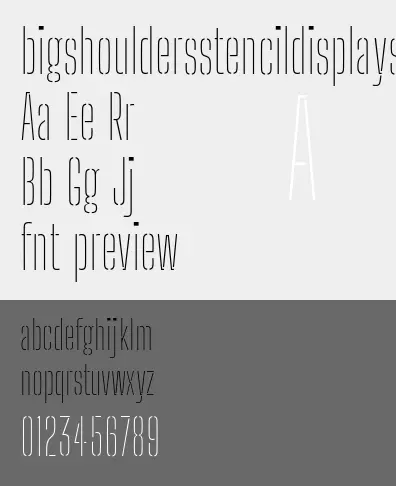 bigshouldersstencildisplays
Aa Ee Rr
A
Bb Gg Jj
fnt preview
abcdefghijklm
nopqrstuvwxyz
0123456789